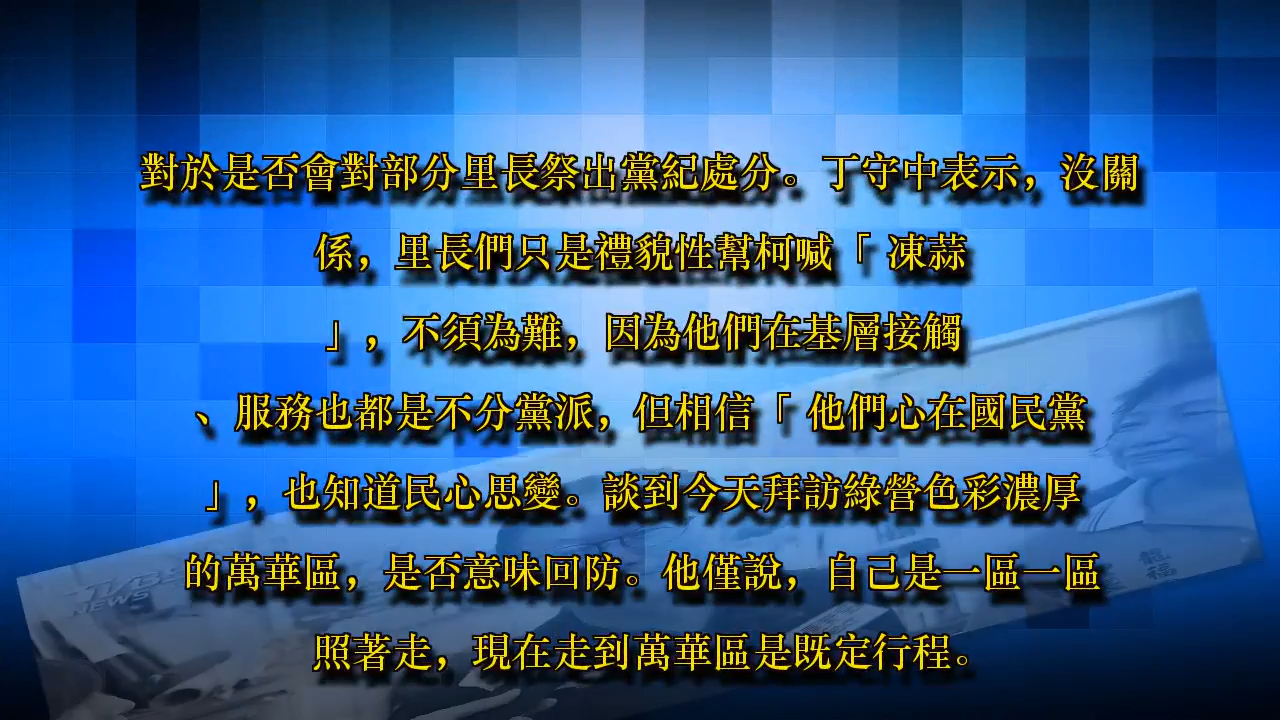 對於是否會對部分里長祭出黨紀處分。丁守中表示，沒關
係，里長們只是禮貌性幫柯喊「 凍蒜
」，不須為難，因為他們在基層接觸
、服務也都是不分黨派，但相信「 他們心在國民黨
」，也知道民心思變。談到今天拜訪綠營色彩濃厚
的萬華區，是否意味回防。他僅說，自己是一區一區
照著走，現在走到萬華區是既定行程。
TVBS
NEWS